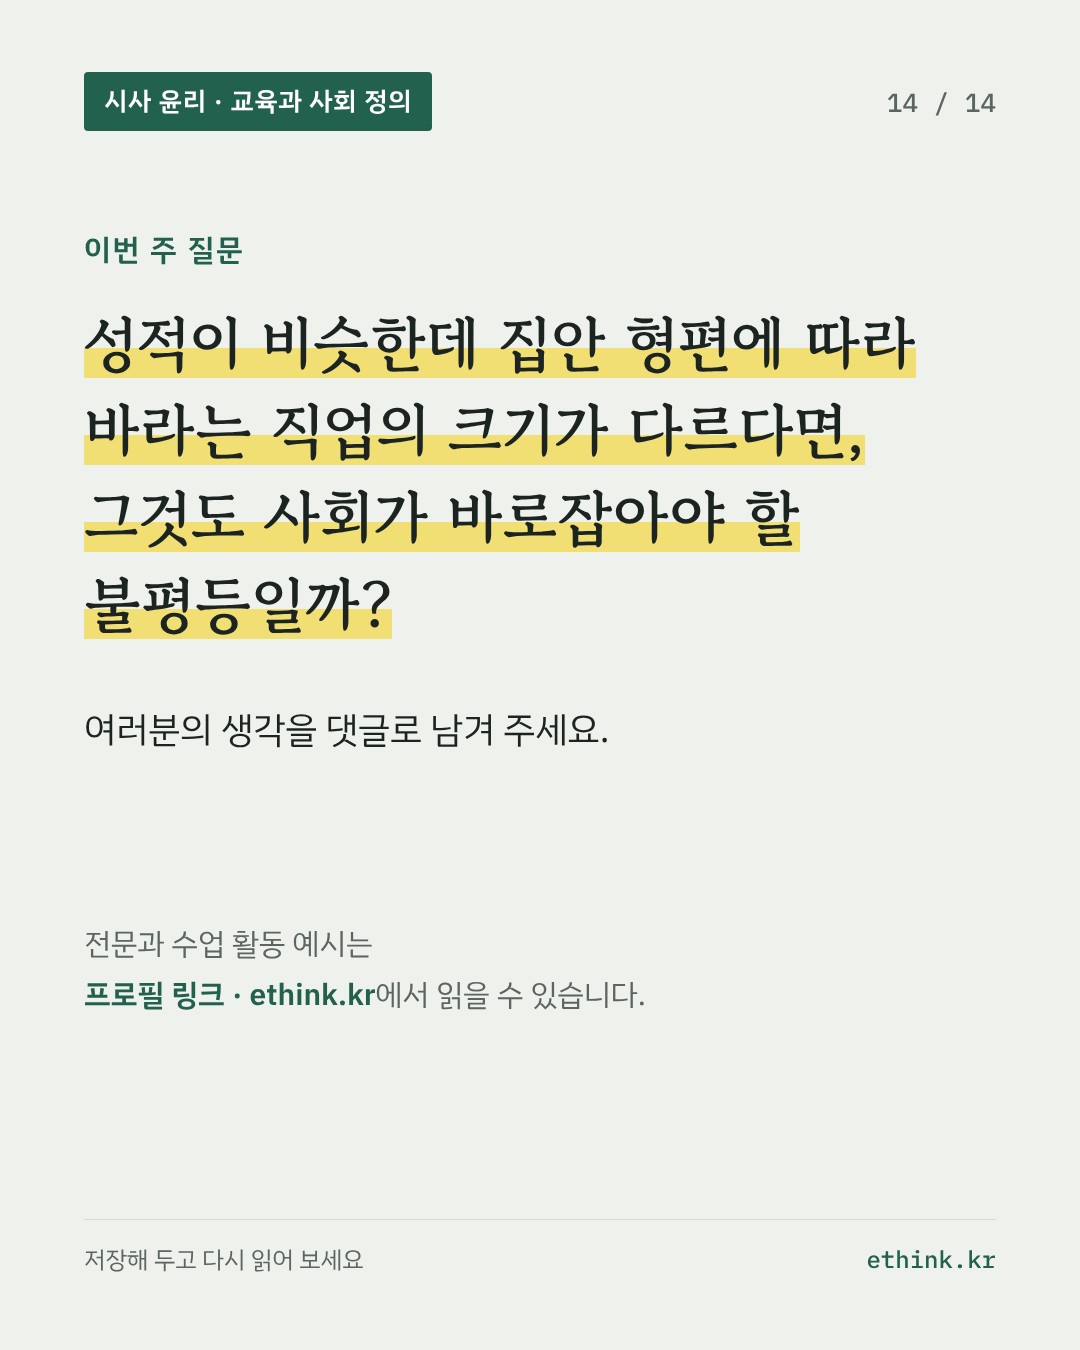 시사 윤리 · 교육과 사회 정의
14 / 14
이번 주 질문
성적이 비슷한데 집안 형편에 따라
바라는 직업의 크기가 다르다면,
그것도 사회가 바로잡아야 할
불평등일까?
여러분의 생각을 댓글로 남겨 주세요.
전문과 수업 활동 예시는
프로필 링크 · ethink.kr에서 읽을 수 있습니다.
저장해 두고 다시 읽어 보세요
ethink.kr